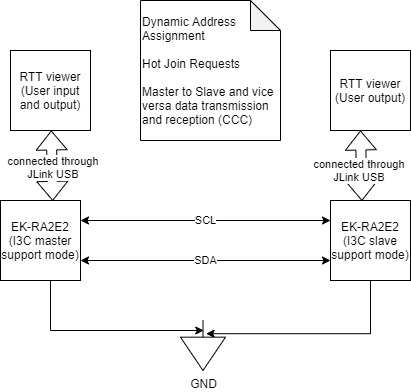 Dynamic Address
Assignment
Hot Join Requests
Master to Slave and vice
versa data transmission
and reception (CCC)
RTT viewer
(User input
and output)
RTT viewer
(User output)
connected through
JLink USB
connected through
JLink USB
EK-RA2E2
(I3C master
support mode)
SCL
SDA
EK-RA2E2
(I3C slave
support mode)
GND